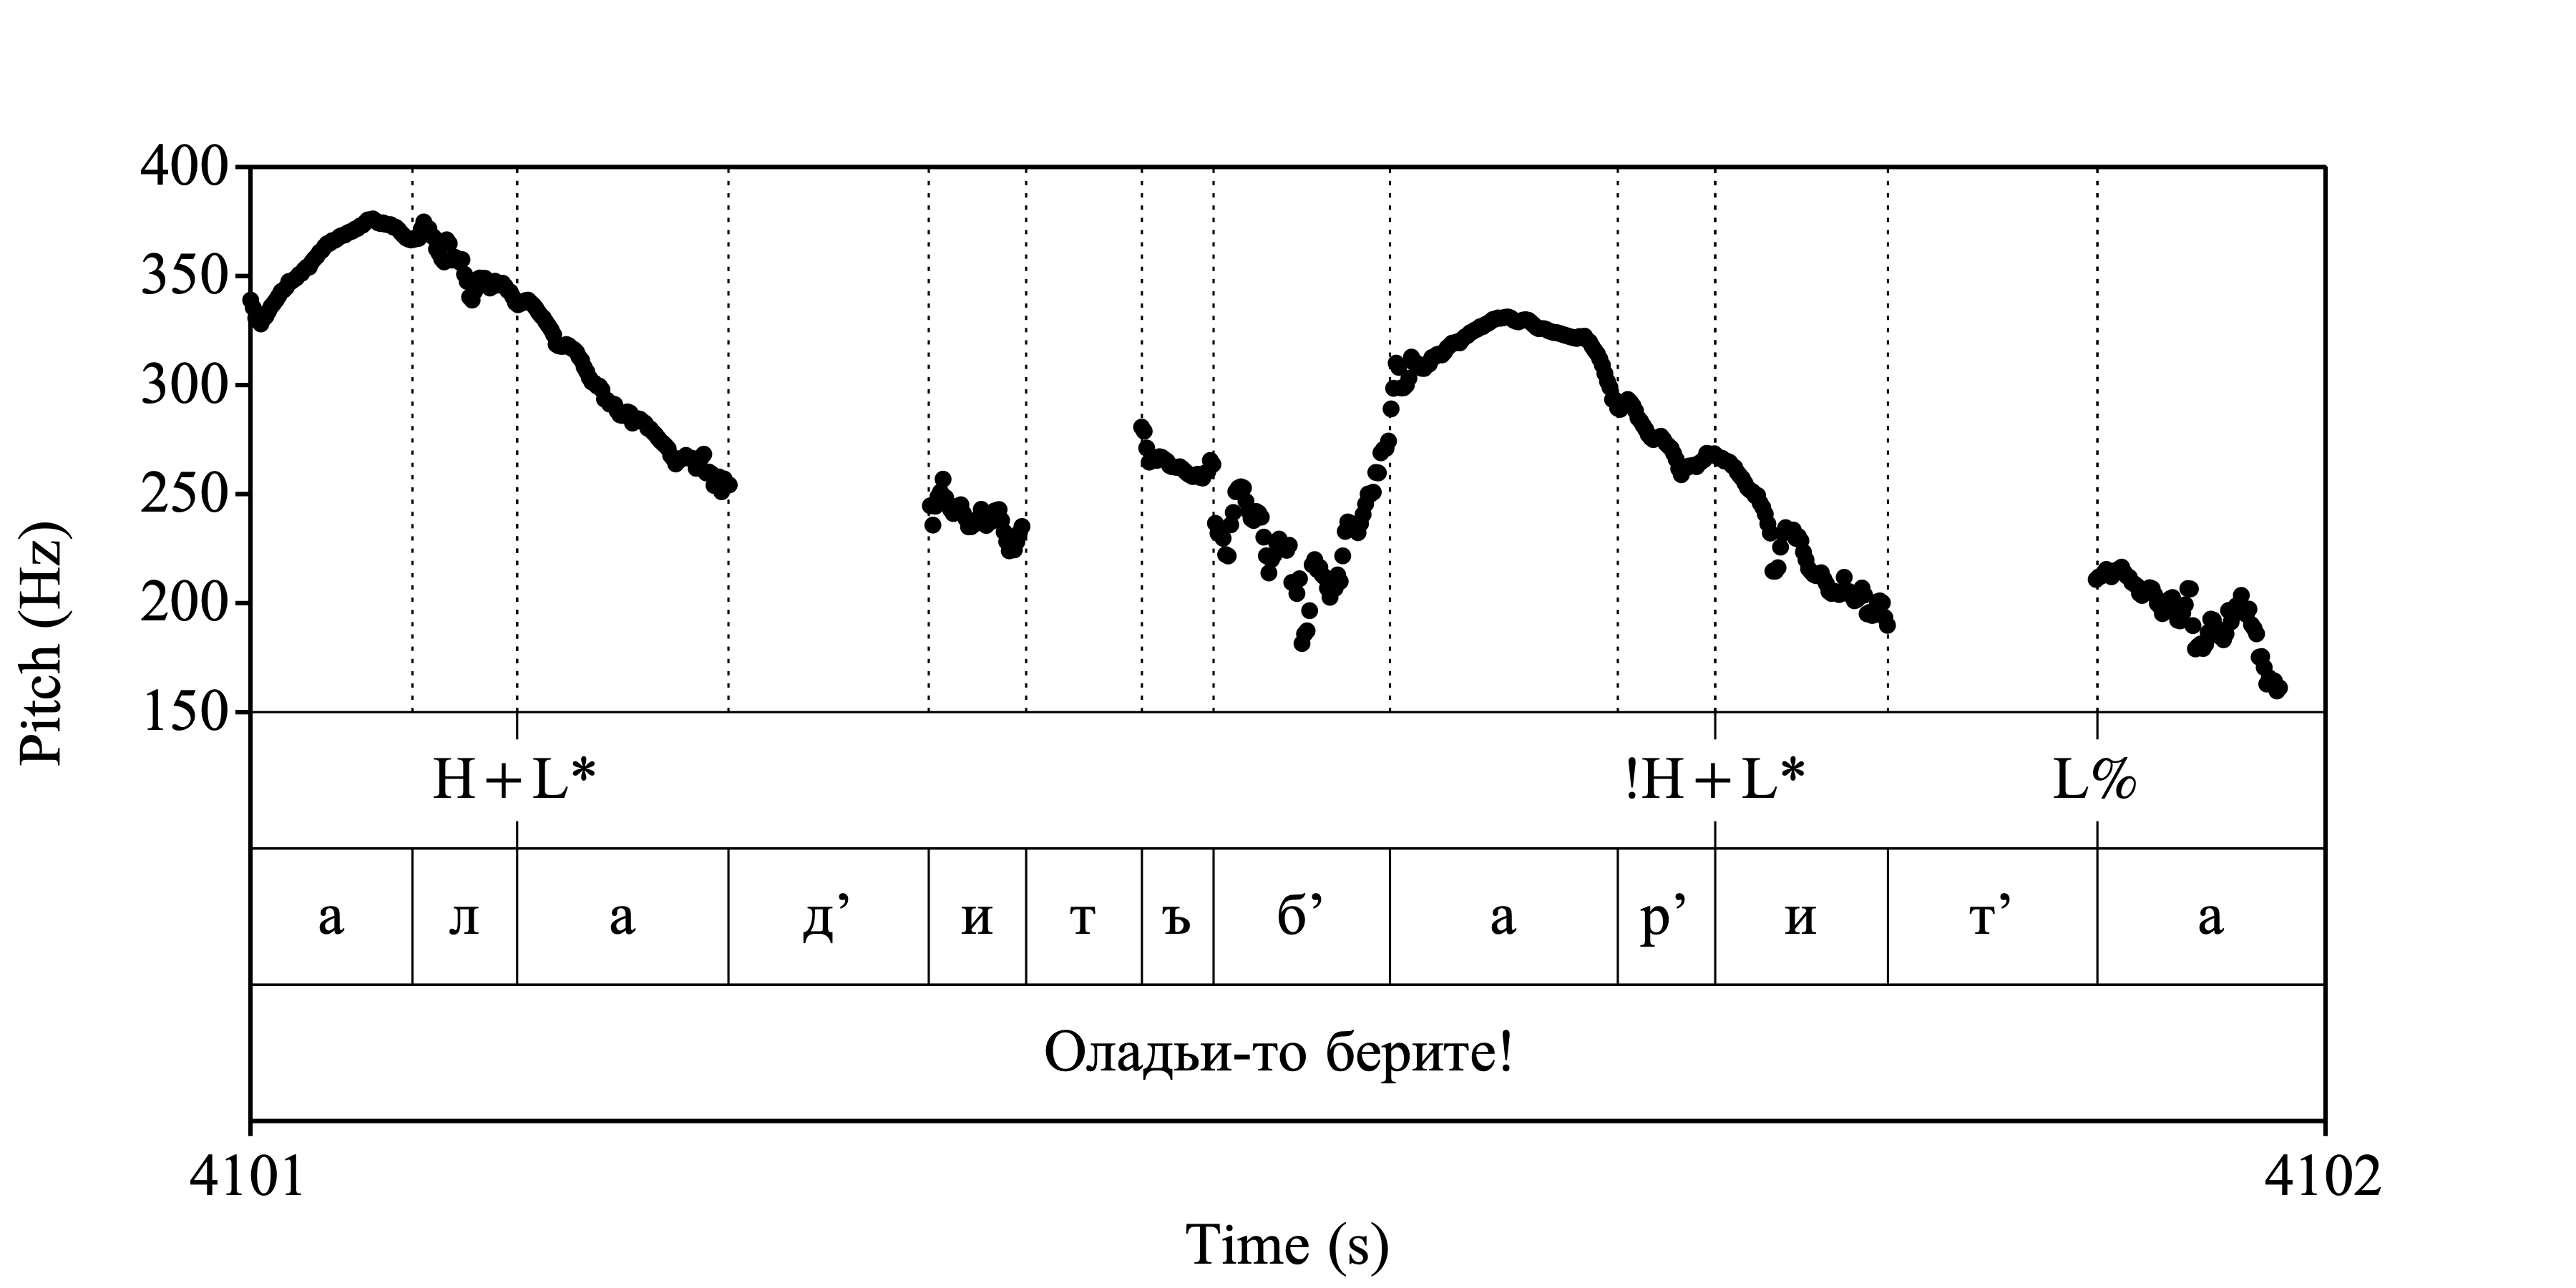 400
350
300
250
200
150
Pitch (Hz)
H+L* !H+L* L%
а л а д’ и т ъ б’ а р’ и т’ а
Оладьи-то берите!
4101 4102
Time (s)